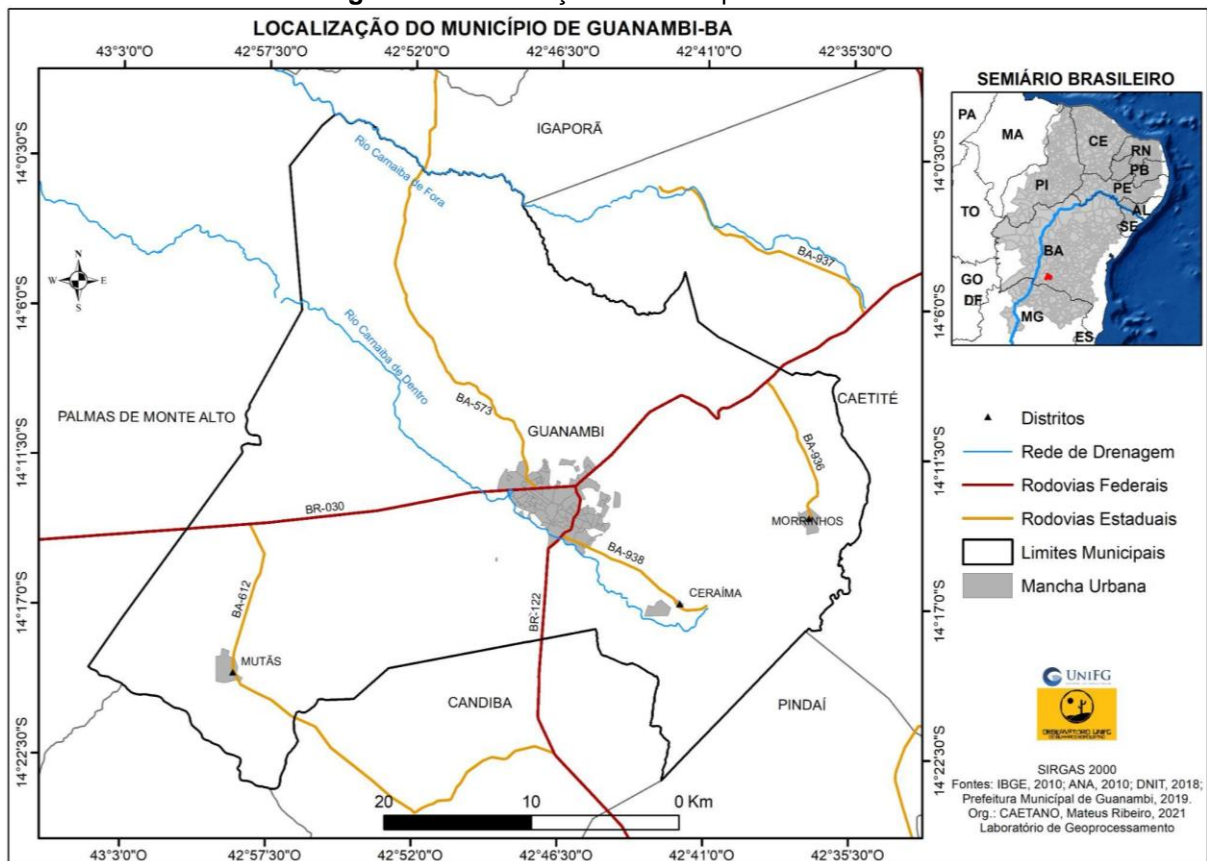 LOCALIZAÇÃO DO MUNICÍPIO DE GUANAMBI-BA
43°3'0"O 42°57'30"O 42°52'0"O 42°46'30"O 42°41'0"O 42°35'30"O
SEMIÁRIO BRASILEIRO
PA
MA
CE
RN
PB
PI
PE
AL
SE
TO
BA
GO
DF
MG
ES
14°0'30"S
14°6'0"S
14°11'30"S
14°17'0"S
14°22'30"S
14°0'30"S
14°6'0"S
14°11'30"S
14°17'0"S
14°22'30"S
N
W
E
S
IGAPORÃ
Rio Carnaiba de Fora
BA-937
Rio Carnaiba de Dentro
PALMAS DE MONTE ALTO
BA-573
CAETITÉ
GUANAMBI
BA-936
BR-030
MORRINHOS
BA-938
CERAÍMA
BA-612
BR-122
MUTÃS
CANDIBA
PINDAÍ
20 10 0 Km
43°3'0"O 42°57'30"O 42°52'0"O 42°46'30"O 42°41'0"O 42°35'30"O
Distritos
Rede de Drenagem
Rodovias Federais
Rodovias Estaduais
Limites Municipais
Mancha Urbana
UNIFG
OBSERVATÓRIO UNIFG
SIRGAS 2000
Fontes: IBGE, 2010; ANA, 2010; DNIT, 2018;
Prefeitura Municípal de Guanambi, 2019.
Org.: CAETANO, Mateus Ribeiro, 2021
Laboratório de Geoprocessamento